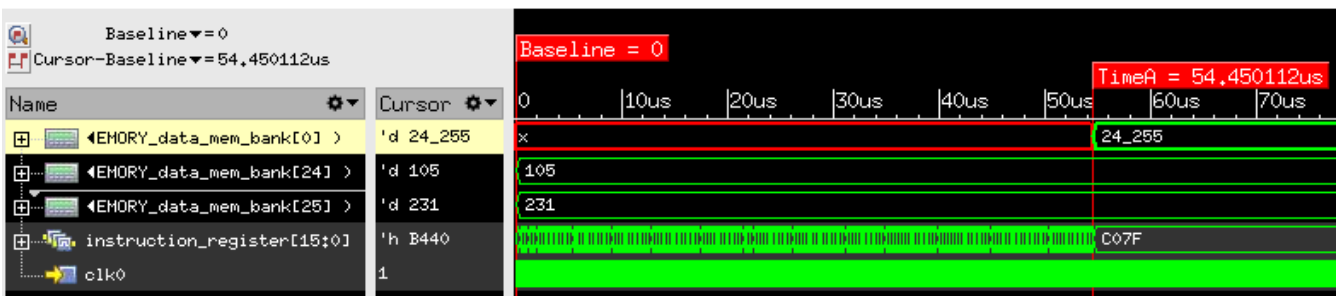 Baseline▼=0
Cursor-Baseline▼=54.450112us
Baseline = 0
TimeA = 54.450112us
Name Cursor 0 10us 20us 30us 40us 50us 60us 70us
EMORY_data_mem_bank[0] 'd 24_255 x 24_255
EMORY_data_mem_bank[24] 'd 105 105
EMORY_data_mem_bank[25] 'd 231 231
instruction_register[15:0] 'h B440 C07F
clk0 1